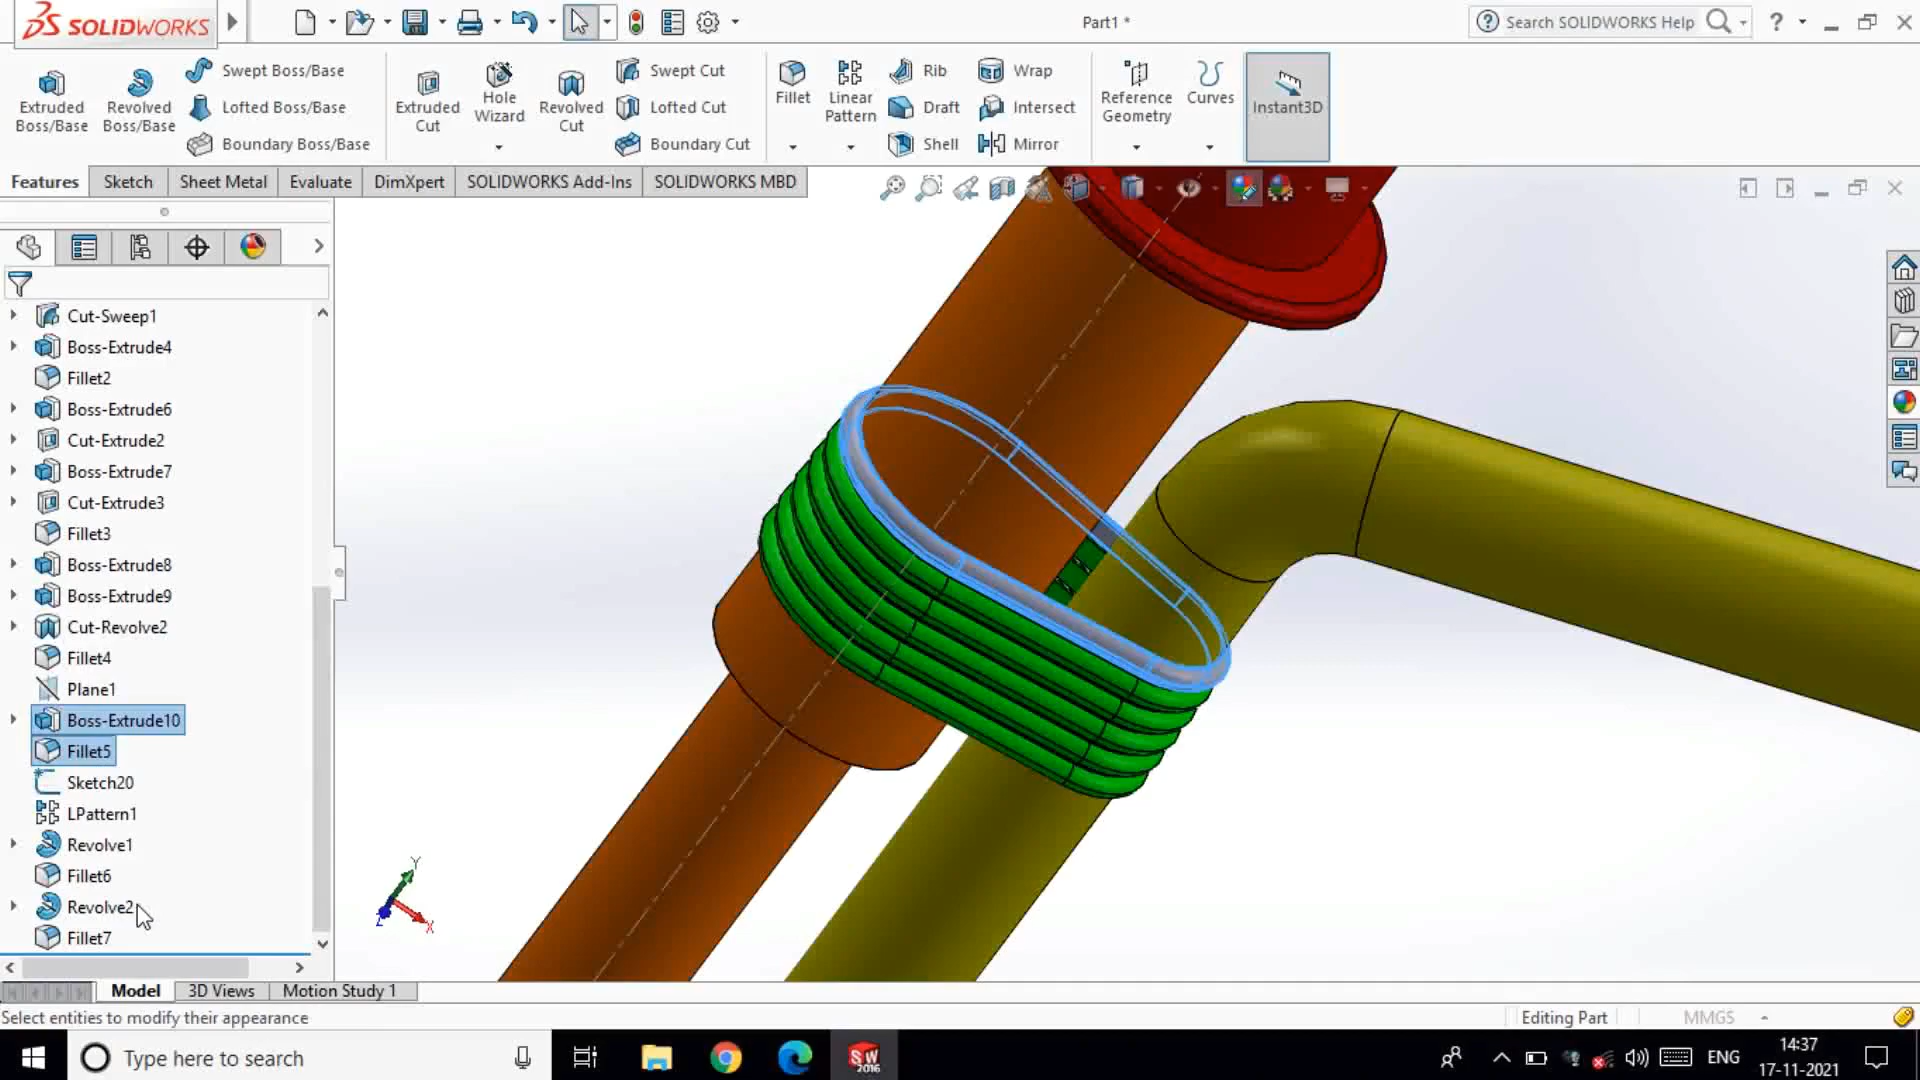 SOLIDWORKS
Part1 *
Search SOLIDWORKS Help
Extruded Boss/Base
Revolved Boss/Base
Swept Boss/Base
Lofted Boss/Base
Boundary Boss/Base
Extruded Cut
Hole Wizard
Revolved Cut
Swept Cut
Lofted Cut
Boundary Cut
Fillet
Linear Pattern
Rib
Draft
Shell
Wrap
Intersect
Mirror
Reference Geometry
Curves
Instant3D
Features
Sketch
Sheet Metal
Evaluate
DimXpert
SOLIDWORKS Add-Ins
SOLIDWORKS MBD
Cut-Sweep1
Boss-Extrude4
Fillet2
Boss-Extrude6
Cut-Extrude2
Boss-Extrude7
Cut-Extrude3
Fillet3
Boss-Extrude8
Boss-Extrude9
Cut-Revolve2
Fillet4
Plane1
Boss-Extrude10
Fillet5
Sketch20
LPattern1
Revolve1
Fillet6
Revolve2
Fillet7
Y
X
Z
Model
3D Views
Motion Study 1
Select entities to modify their appearance
Editing Part
MMGS
Type here to search
SW
2016
ENG
14:37
17-11-2021